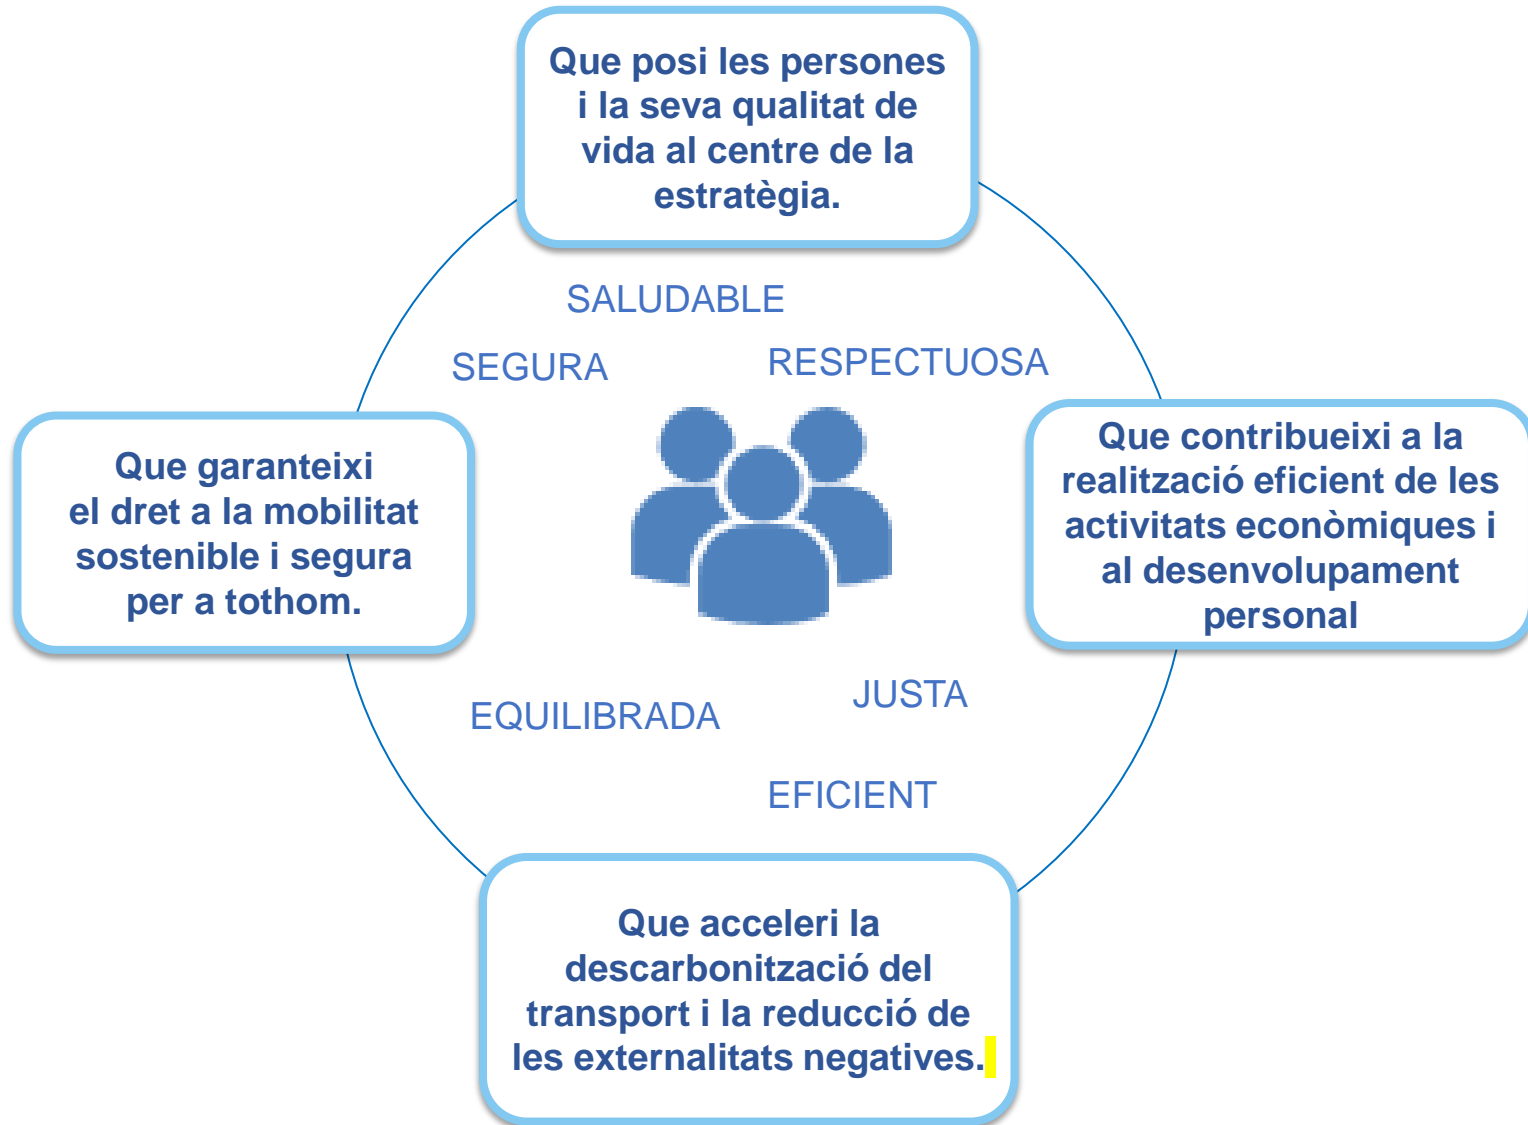 Que posi les persones
i la seva qualitat de
vida al centre de la
estratègia.
SALUDABLE
SEGURA
RESPECTUOSA
Que garanteixi
el dret a la mobilitat
sostenible i segura
per a tothom.
Que contribueixi a la
realització eficient de les
activitats econòmiques i
al desenvolupament
personal
EQUILIBRADA
JUSTA
EFICIENT
Que acceleri la
descarbonització del
transport i la reducció de
les externalitats negatives.